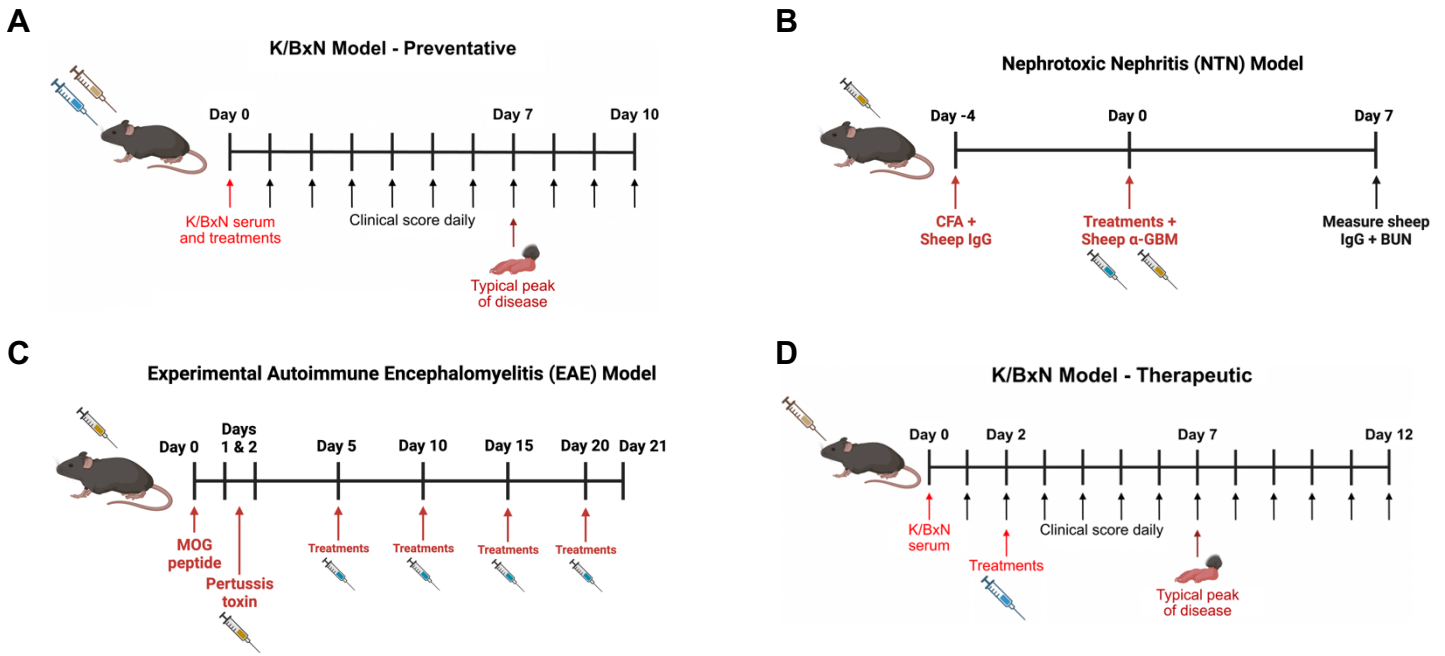 A
K/BxN Model - Preventative
Day 0
Day 7
Day 10
K/BxN serum
and treatments
Clinical score daily
Typical peak
of disease
B
Nephrotoxic Nephritis (NTN) Model
Day -4
Day 0
Day 7
CFA +
Sheep IgG
Treatments +
Sheep α-GBM
Measure sheep
IgG + BUN
C
Experimental Autoimmune Encephalomyelitis (EAE) Model
Day 0
Days
1 & 2
Day 5
Day 10
Day 15
Day 20
Day 21
MOG
peptide
Pertussis
toxin
Treatments
Treatments
Treatments
Treatments
D
K/BxN Model - Therapeutic
Day 0
Day 2
Day 7
Day 12
K/BxN
serum
Clinical score daily
Treatments
Typical peak
of disease